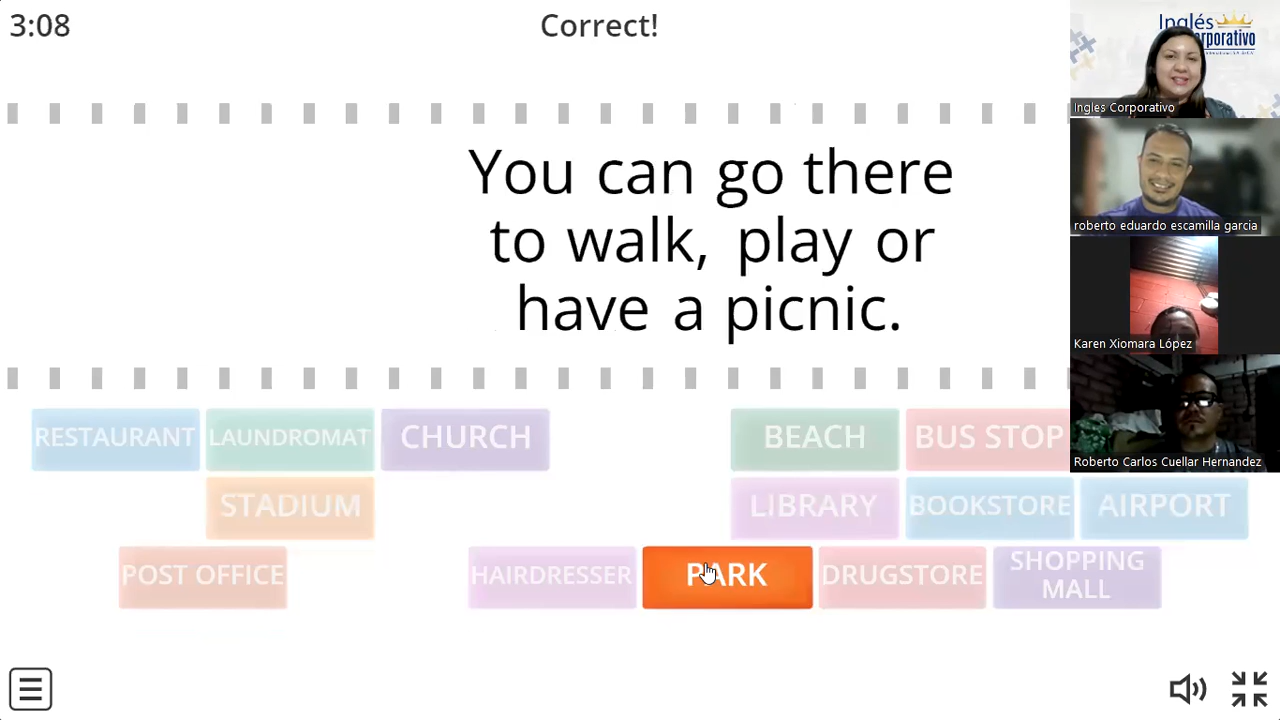 3:08
Correct!
Inglés
Corporativo
Ingles Corporativo
You can go there
to walk, play or
have a picnic.
roberto eduardo escamilla garcia
Karen Xiomara López
RESTAURANT LAUNDROMAT CHURCH BEACH BUS STOP
Roberto Carlos Cuellar Hernandez
STADIUM LIBRARY BOOKSTORE AIRPORT
POST OFFICE HAIRDRESSER PARK DRUGSTORE SHOPPING
MALL